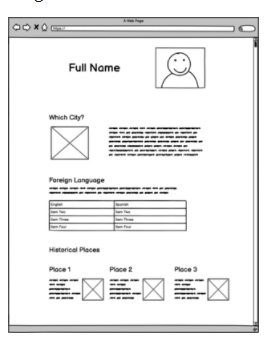 A Web Page
https://
Full Name
Which City?
Foreign Language
English Spanish
Item Two Item Two
Item Three Item Three
Item Four Item Four
Historical Places
Place 1 Place 2 Place 3